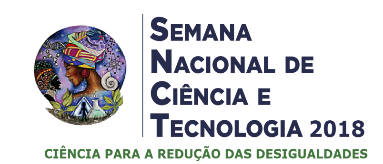 SEMANA
NACIONAL DE
CIÊNCIA E
TECNOLOGIA 2018
CIÊNCIA PARA A REDUÇÃO DAS DESIGUALDADES